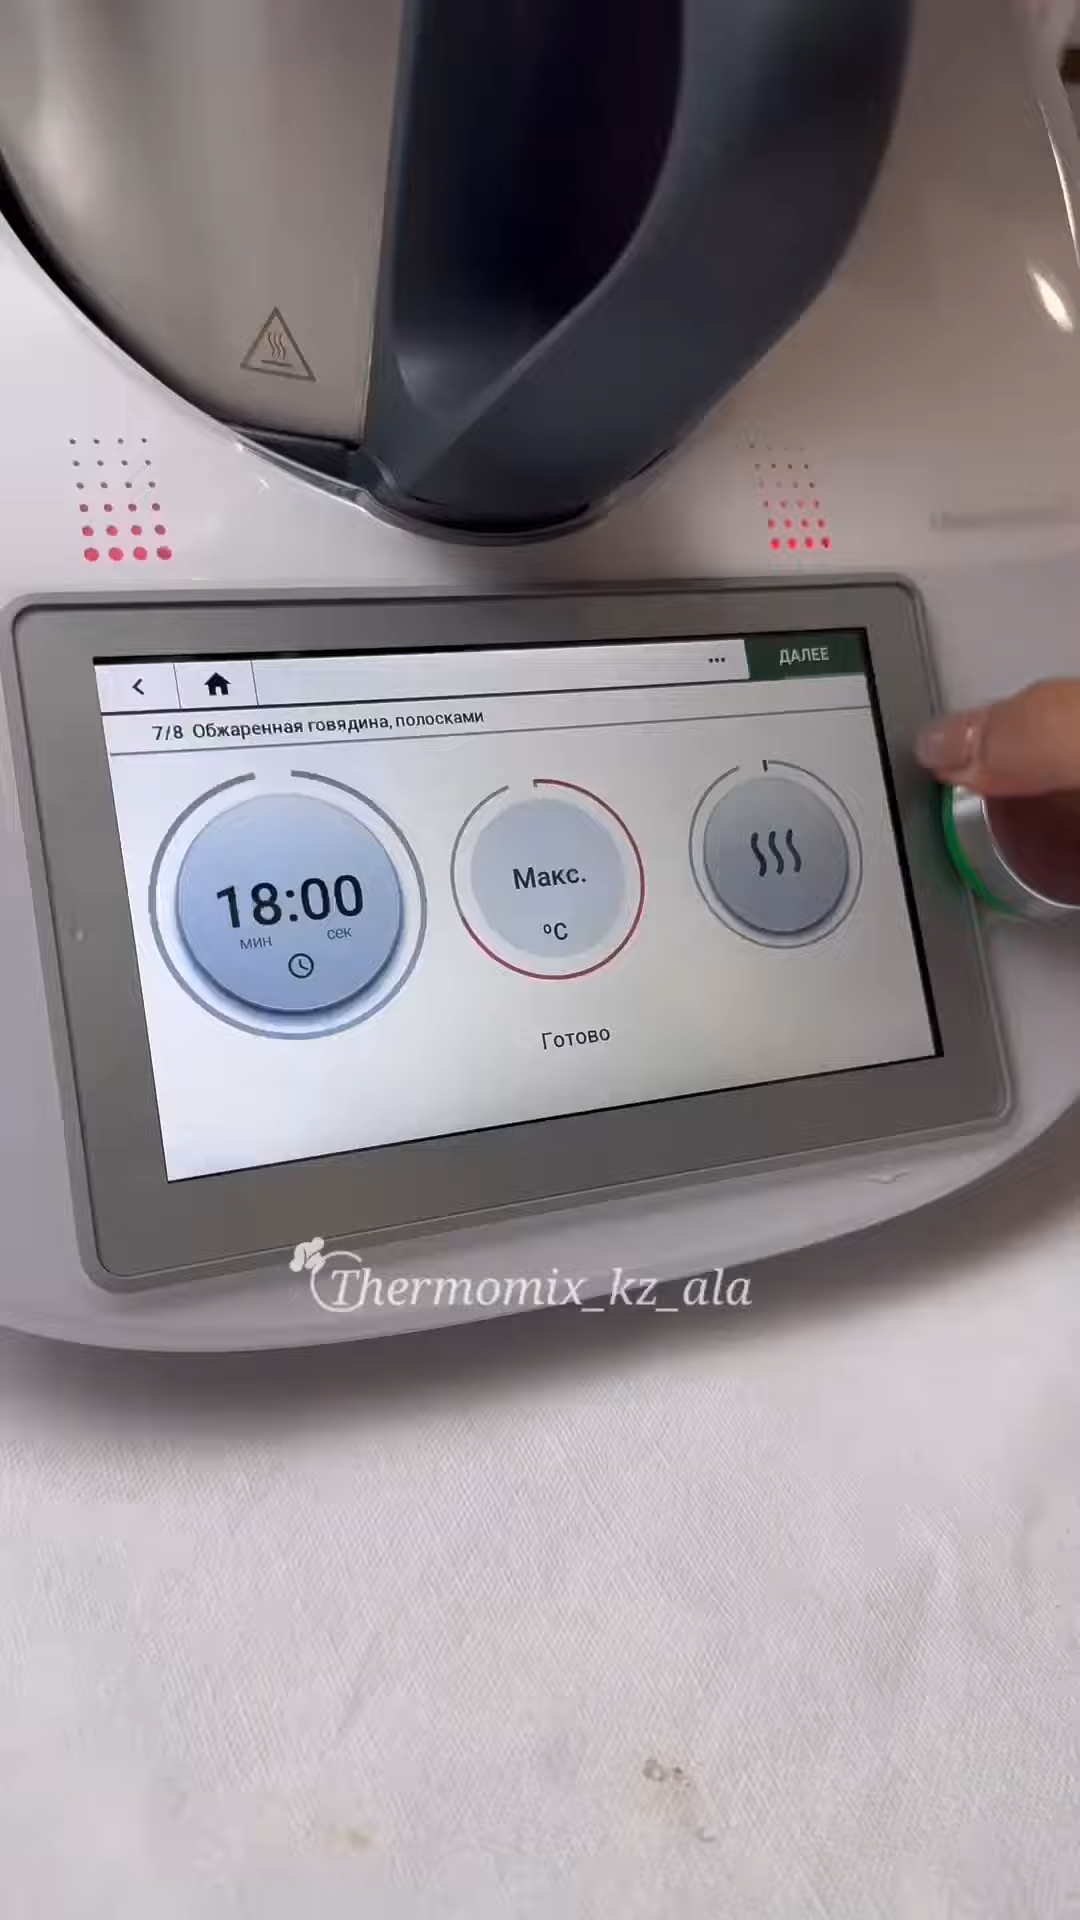 ДАЛЕЕ
7/8 Обжаренная говядина, полосками
18:00
мин сек
Макс.
°C
Готово
Thermomix_kz_ala